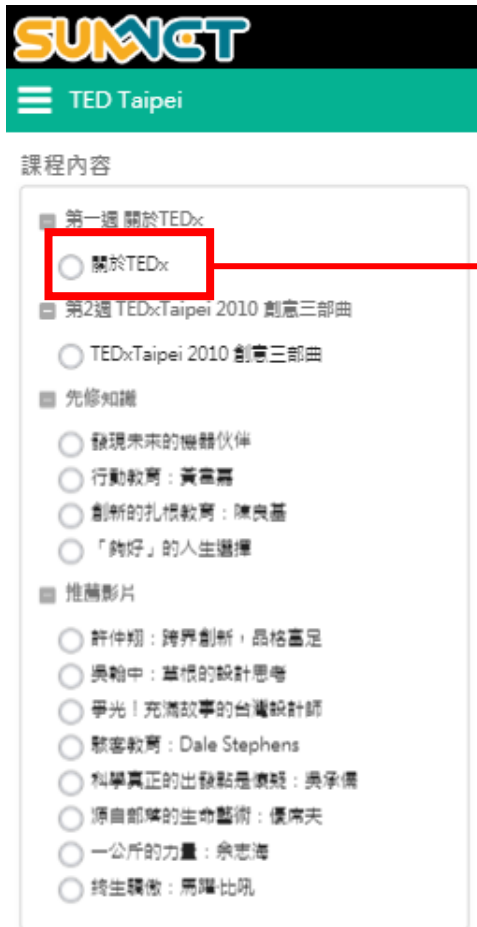 SUNNET
TED Taipei
課程內容
第一週 關於TEDx
關於TEDx
第2週 TEDxTaipei 2010 創意三部曲
TEDxTaipei 2010 創意三部曲
先修知識
發現未來的機器伙伴
行動教育：黃韋嘉
創新的扎根教育：陳良基
「夠好」的人生選擇
推薦影片
許仲翔：跨界創新，品格富足
吳翰中：草根的設計思考
爭光！充滿故事的台灣設計師
駭客教育：Dale Stephens
科學真正的出發點是懷疑：吳承儒
源自部落的生命藝術：優席夫
一公斤的力量：余志海
終生驕傲：馬躍·比吼